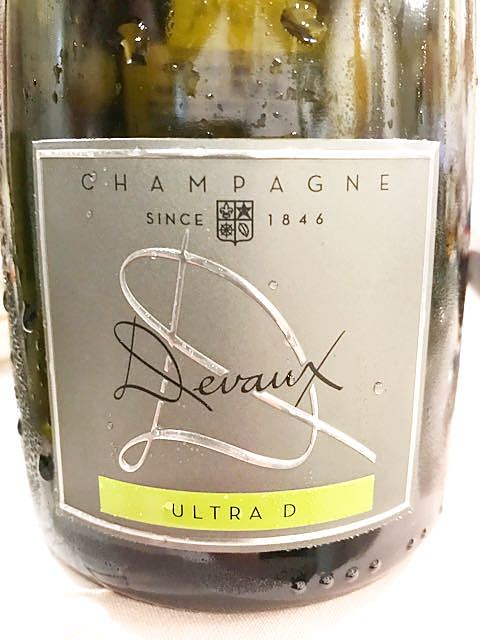 CHAMPAGNE
SINCE 1846
D
Devaux
ULTRA D